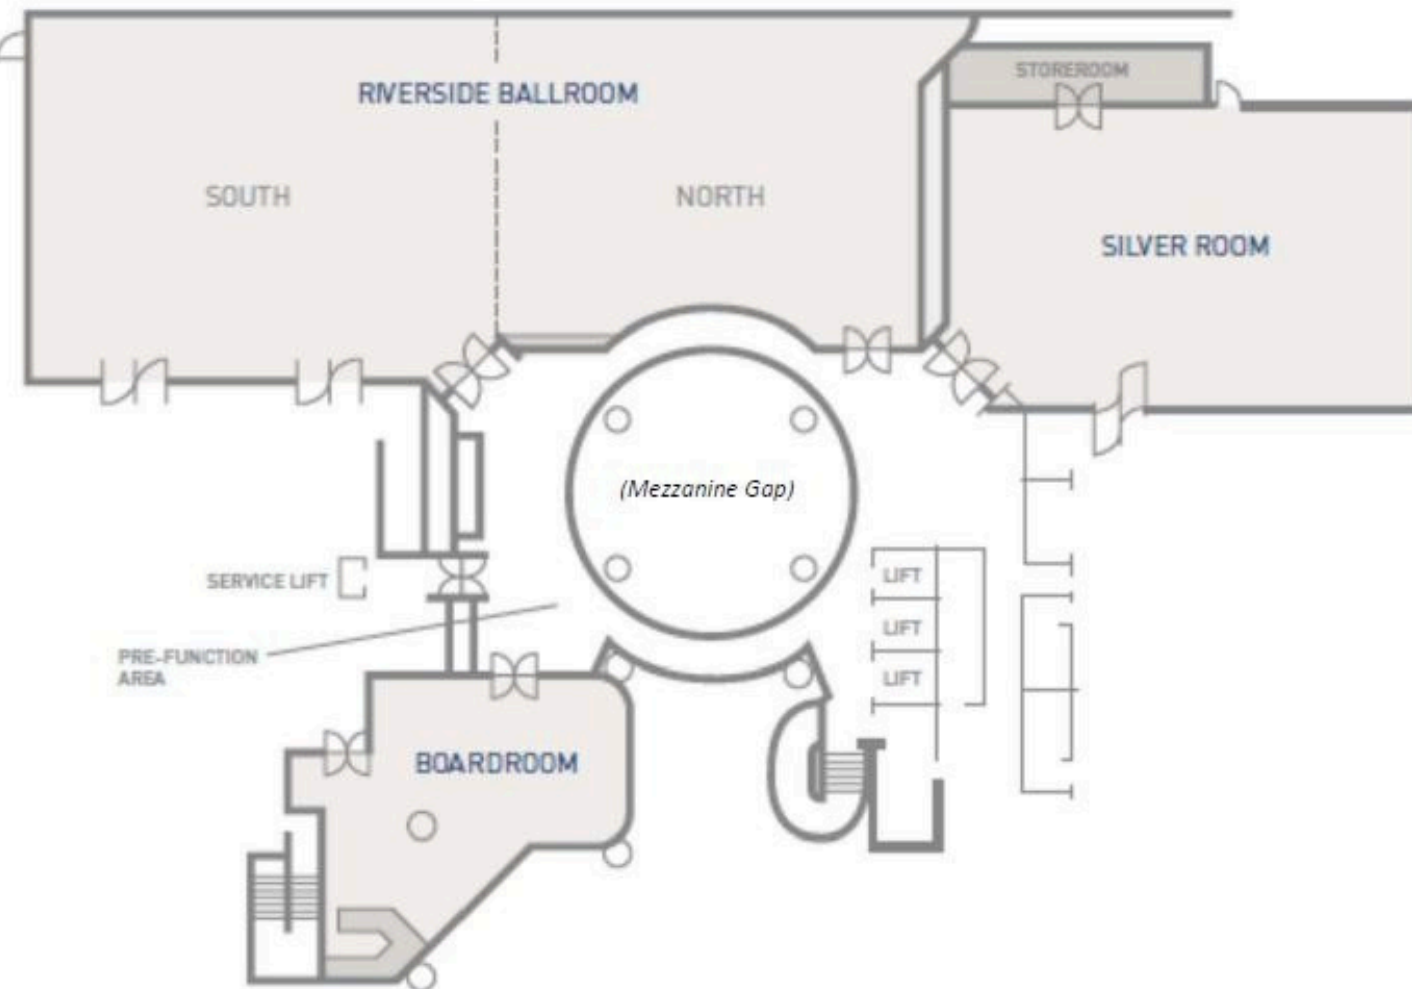 STOREROOM
RIVERSIDE BALLROOM
SOUTH
NORTH
SILVER ROOM
(Mezzanine Gap)
SERVICE LIFT
LIFT
LIFT
LIFT
PRE-FUNCTION
AREA
BOARDROOM